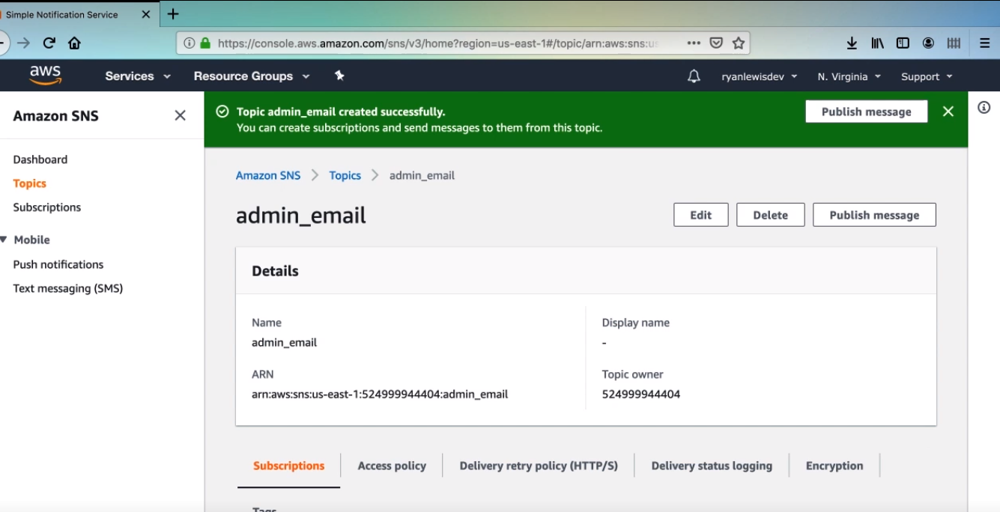 Simple Notification Service
https://console.aws.amazon.com/sns/v3/home?region=us-east-1#/topic/arn:aws:sns:us
aws
Services
Resource Groups
ryanlewisdev
N. Virginia
Support
Amazon SNS
Topic admin_email created successfully.
You can create subscriptions and send messages to them from this topic.
Publish message
Dashboard
Topics
Subscriptions
Mobile
Push notifications
Text messaging (SMS)
Amazon SNS
Topics
admin_email
admin_email
Edit
Delete
Publish message
Details
Name
admin_email
Display name
-
ARN
arn:aws:sns:us-east-1:524999944404:admin_email
Topic owner
524999944404
Subscriptions
Access policy
Delivery retry policy (HTTP/S)
Delivery status logging
Encryption
Tags